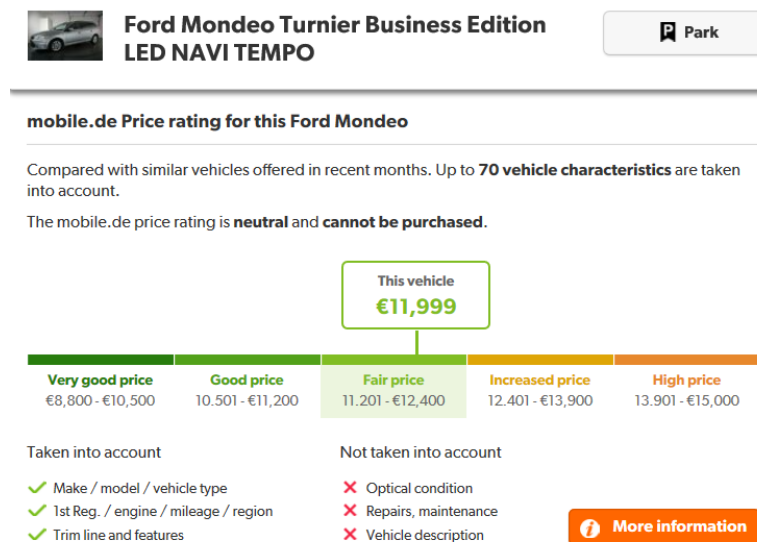 Ford Mondeo Turnier Business Edition
LED NAVI TEMPO
Park
mobile.de Price rating for this Ford Mondeo
Compared with similar vehicles offered in recent months. Up to 70 vehicle characteristics are taken
into account.
The mobile.de price rating is neutral and cannot be purchased.
This vehicle
€11,999
Very good price
€8,800 - €10,500
Good price
10.501 - €11,200
Fair price
11.201 - €12,400
Increased price
12.401 - €13,900
High price
13.901 - €15,000
Taken into account
Make / model / vehicle type
1st Reg. / engine / mileage / region
Trim line and features
Not taken into account
Optical condition
Repairs, maintenance
Vehicle description
More information